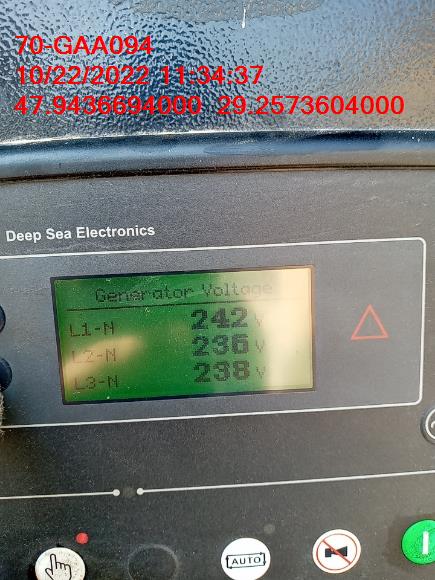 70-GAA094
10/22/2022 11:34:37
47.9436694000 29.2573604000
Deep Sea Electronics
Generator Voltage
L1-N 242 V
L2-N 236 V
L3-N 238 V
AUTO
I